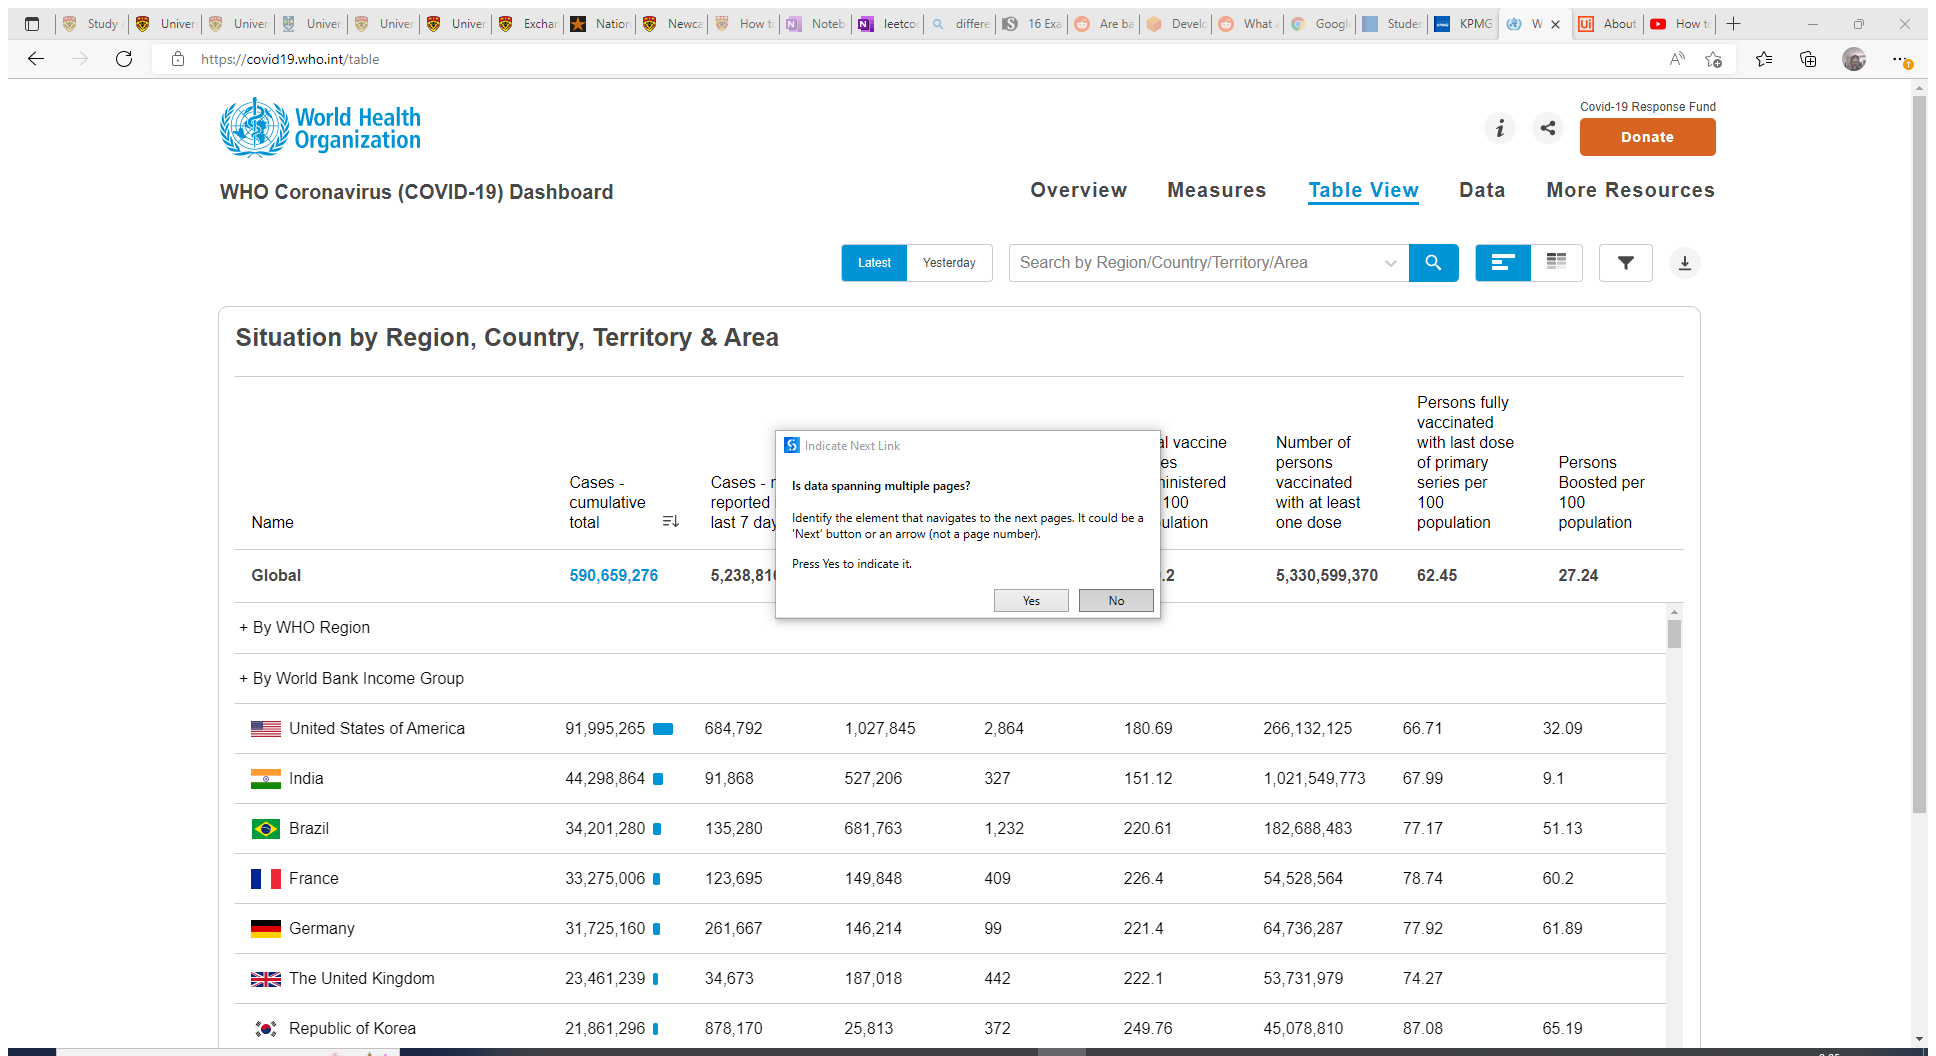 Study
Univer
Univer
Univer
Univer
Univer
Exchar
Nation
Newca
How to
Noteb
leetcoc
differe
16 Exa
Are ba
Develo
What a
Googl
Studer
KPMG
W
About
How to
https://covid19.who.int/table
World Health
Organization
Covid-19 Response Fund
Donate
WHO Coronavirus (COVID-19) Dashboard
Overview Measures Table View Data More Resources
Latest Yesterday Search by Region/Country/Territory/Area
Situation by Region, Country, Territory & Area
Name
Cases -
cumulative
total
Cases - n
reported
last 7 day
al vaccine
es
ninistered
100
ulation
Number of
persons
vaccinated
with at least
one dose
Persons fully
vaccinated
with last dose
of primary
series per
100
population
Persons
Boosted per
100
population
Indicate Next Link
Is data spanning multiple pages?
Identify the element that navigates to the next pages. It could be a
'Next' button or an arrow (not a page number).
Press Yes to indicate it.
Yes No
Global 590,659,276 5,238,810 .2 5,330,599,370 62.45 27.24
+ By WHO Region
+ By World Bank Income Group
United States of America 91,995,265 684,792 1,027,845 2,864 180.69 266,132,125 66.71 32.09
India 44,298,864 91,868 527,206 327 151.12 1,021,549,773 67.99 9.1
Brazil 34,201,280 135,280 681,763 1,232 220.61 182,688,483 77.17 51.13
France 33,275,006 123,695 149,848 409 226.4 54,528,564 78.74 60.2
Germany 31,725,160 261,667 146,214 99 221.4 64,736,287 77.92 61.89
The United Kingdom 23,461,239 34,673 187,018 442 222.1 53,731,979 74.27
Republic of Korea 21,861,296 878,170 25,813 372 249.76 45,078,810 87.08 65.19